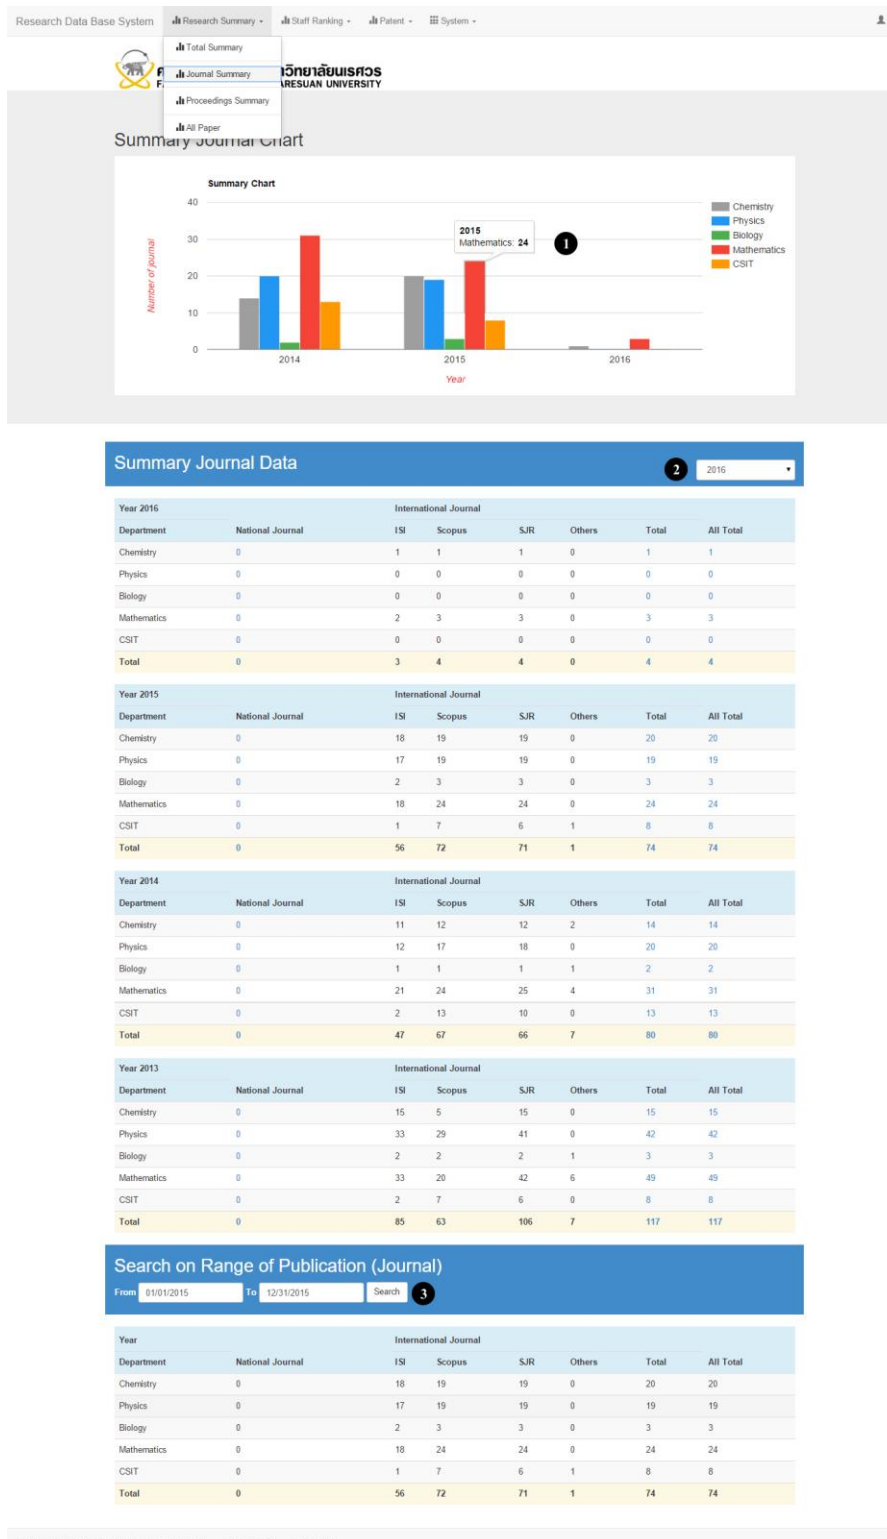 Research Data Base System Research Summary Staff Ranking Patent System
Total Summary
Journal Summary
Proceedings Summary
All Paper
มหาวิทยาลัยนเรศวร
NARESUAN UNIVERSITY
Summary Journal Chart
Summary Chart
Number of journal
40
30
20
10
0
2014 2015 2016
Year
2015
Mathematics: 24
1
Chemistry
Physics
Biology
Mathematics
CSIT
Summary Journal Data 2 2016
Year 2016 International Journal
Department National Journal ISI Scopus SJR Others Total All Total
Chemistry 0 1 1 1 0 1 1
Physics 0 0 0 0 0 0 0
Biology 0 0 0 0 0 0 0
Mathematics 0 2 3 3 0 3 3
CSIT 0 0 0 0 0 0 0
Total 0 3 4 4 0 4 4
Year 2015 International Journal
Department National Journal ISI Scopus SJR Others Total All Total
Chemistry 0 18 19 19 0 20 20
Physics 0 17 19 19 0 19 19
Biology 0 2 3 3 0 3 3
Mathematics 0 18 24 24 0 24 24
CSIT 0 1 7 6 1 8 8
Total 0 56 72 71 1 74 74
Year 2014 International Journal
Department National Journal ISI Scopus SJR Others Total All Total
Chemistry 0 11 12 12 2 14 14
Physics 0 12 17 18 0 20 20
Biology 0 1 1 1 1 2 2
Mathematics 0 21 24 25 4 31 31
CSIT 0 2 13 10 0 13 13
Total 0 47 67 66 7 80 80
Year 2013 International Journal
Department National Journal ISI Scopus SJR Others Total All Total
Chemistry 0 15 5 15 0 15 15
Physics 0 33 29 41 0 42 42
Biology 0 2 2 2 1 3 3
Mathematics 0 33 20 42 6 49 49
CSIT 0 2 7 6 0 8 8
Total 0 85 63 106 7 117 117
Search on Range of Publication (Journal)
From 01/01/2015 To 12/31/2015 Search 3
Year International Journal
Department National Journal ISI Scopus SJR Others Total All Total
Chemistry 0 18 19 19 0 20 20
Physics 0 17 19 19 0 19 19
Biology 0 2 3 3 0 3 3
Mathematics 0 18 24 24 0 24 24
CSIT 0 1 7 6 1 8 8
Total 0 56 72 71 1 74 74